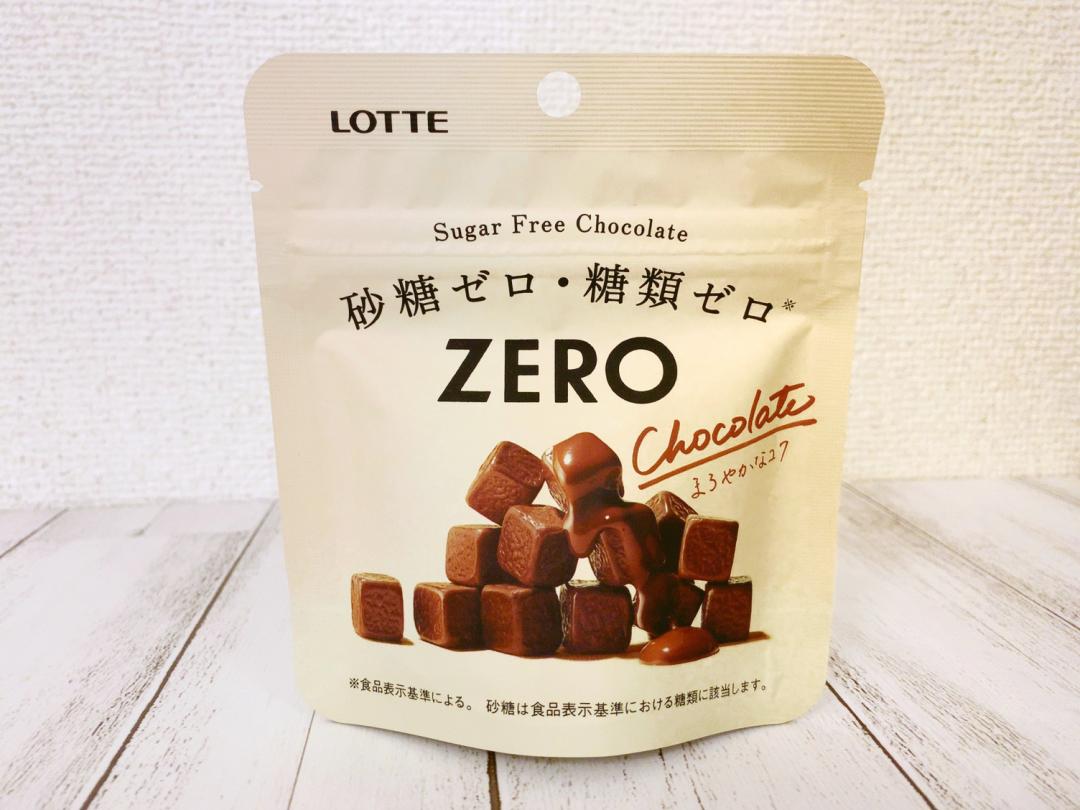 LOTTE
Sugar Free Chocolate
砂糖ゼロ・糖類ゼロ※
ZERO
Chocolate
まろやかなコク
※食品表示基準による。 砂糖は食品表示基準における糖類に該当します。